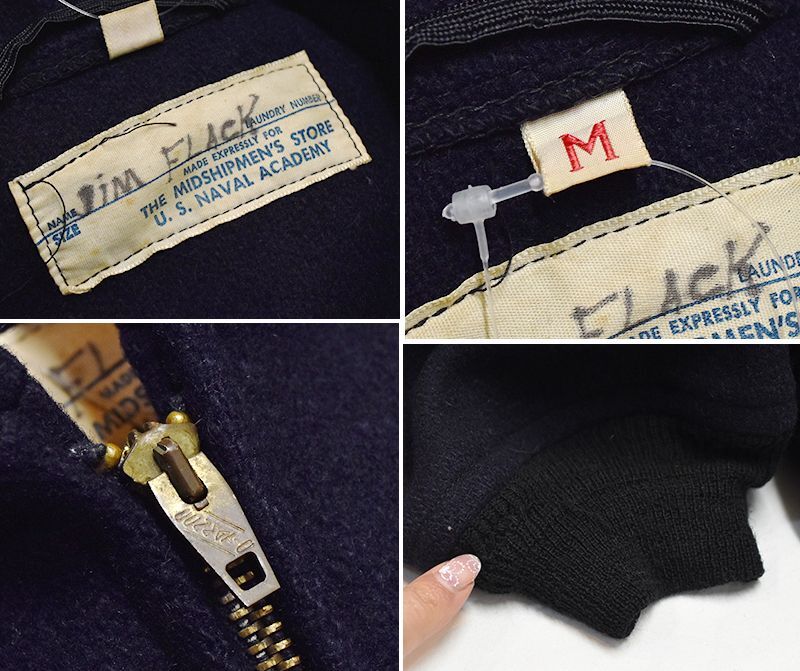 JIM FLACK
LAUNDRY NUMBER
NAME
MADE EXPRESSLY FOR
SIZE
THE MIDSHIPMEN'S STORE
U. S. NAVAL ACADEMY
M
FLACK
LAUND
MADE EXPRESSLY FOR
MEN'S